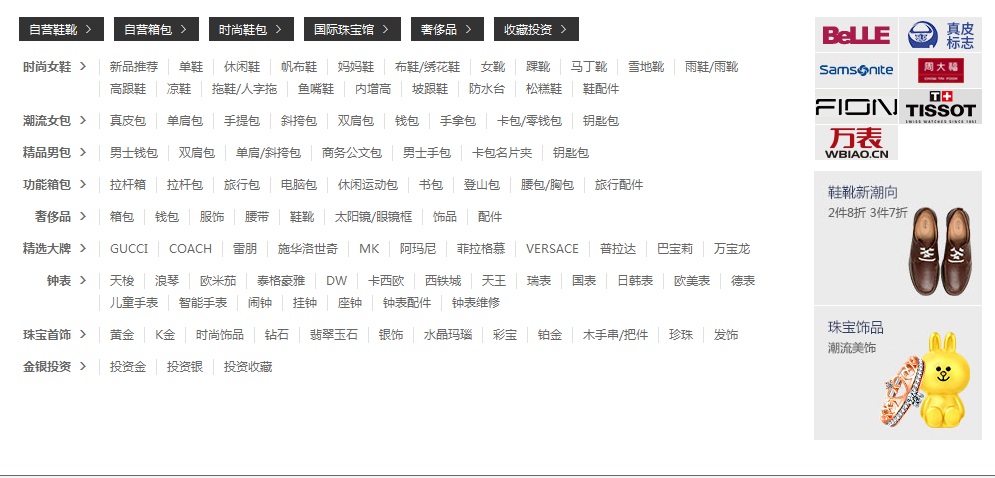 自营鞋靴 > 自营箱包 > 时尚鞋包 > 国际珠宝馆 > 奢侈品 > 收藏投资 >
时尚女鞋 > 新品推荐 单鞋 休闲鞋 帆布鞋 妈妈鞋 布鞋/绣花鞋 女靴 踝靴 马丁靴 雪地靴 雨鞋/雨靴
高跟鞋 凉鞋 拖鞋/人字拖 鱼嘴鞋 内增高 坡跟鞋 防水台 松糕鞋 鞋配件
潮流女包 > 真皮包 单肩包 手提包 斜挎包 双肩包 钱包 手拿包 卡包/零钱包 钥匙包
精品男包 > 男士钱包 双肩包 单肩/斜挎包 商务公文包 男士手包 卡包名片夹 钥匙包
功能箱包 > 拉杆箱 拉杆包 旅行包 电脑包 休闲运动包 书包 登山包 腰包/胸包 旅行配件
奢侈品 > 箱包 钱包 服饰 腰带 鞋靴 太阳镜/眼镜框 饰品 配件
精选大牌 > GUCCI COACH 雷朋 施华洛世奇 MK 阿玛尼 菲拉格慕 VERSACE 普拉达 巴宝莉 万宝龙
钟表 > 天梭 浪琴 欧米茄 泰格豪雅 DW 卡西欧 西铁城 天王 瑞表 国表 日韩表 欧美表 德表
儿童手表 智能手表 闹钟 挂钟 座钟 钟表配件 钟表维修
珠宝首饰 > 黄金 K金 时尚饰品 钻石 翡翠玉石 银饰 水晶玛瑙 彩宝 铂金 木手串/把件 珍珠 发饰
金银投资 > 投资金 投资银 投资收藏
BeLLE
真皮
标志
Samsonite
周大福
FION
TISSOT
SWISS WATCHES SINCE 1853
万表
WBIAO.CN
鞋靴新潮向
2件8折 3件7折
珠宝饰品
潮流美饰